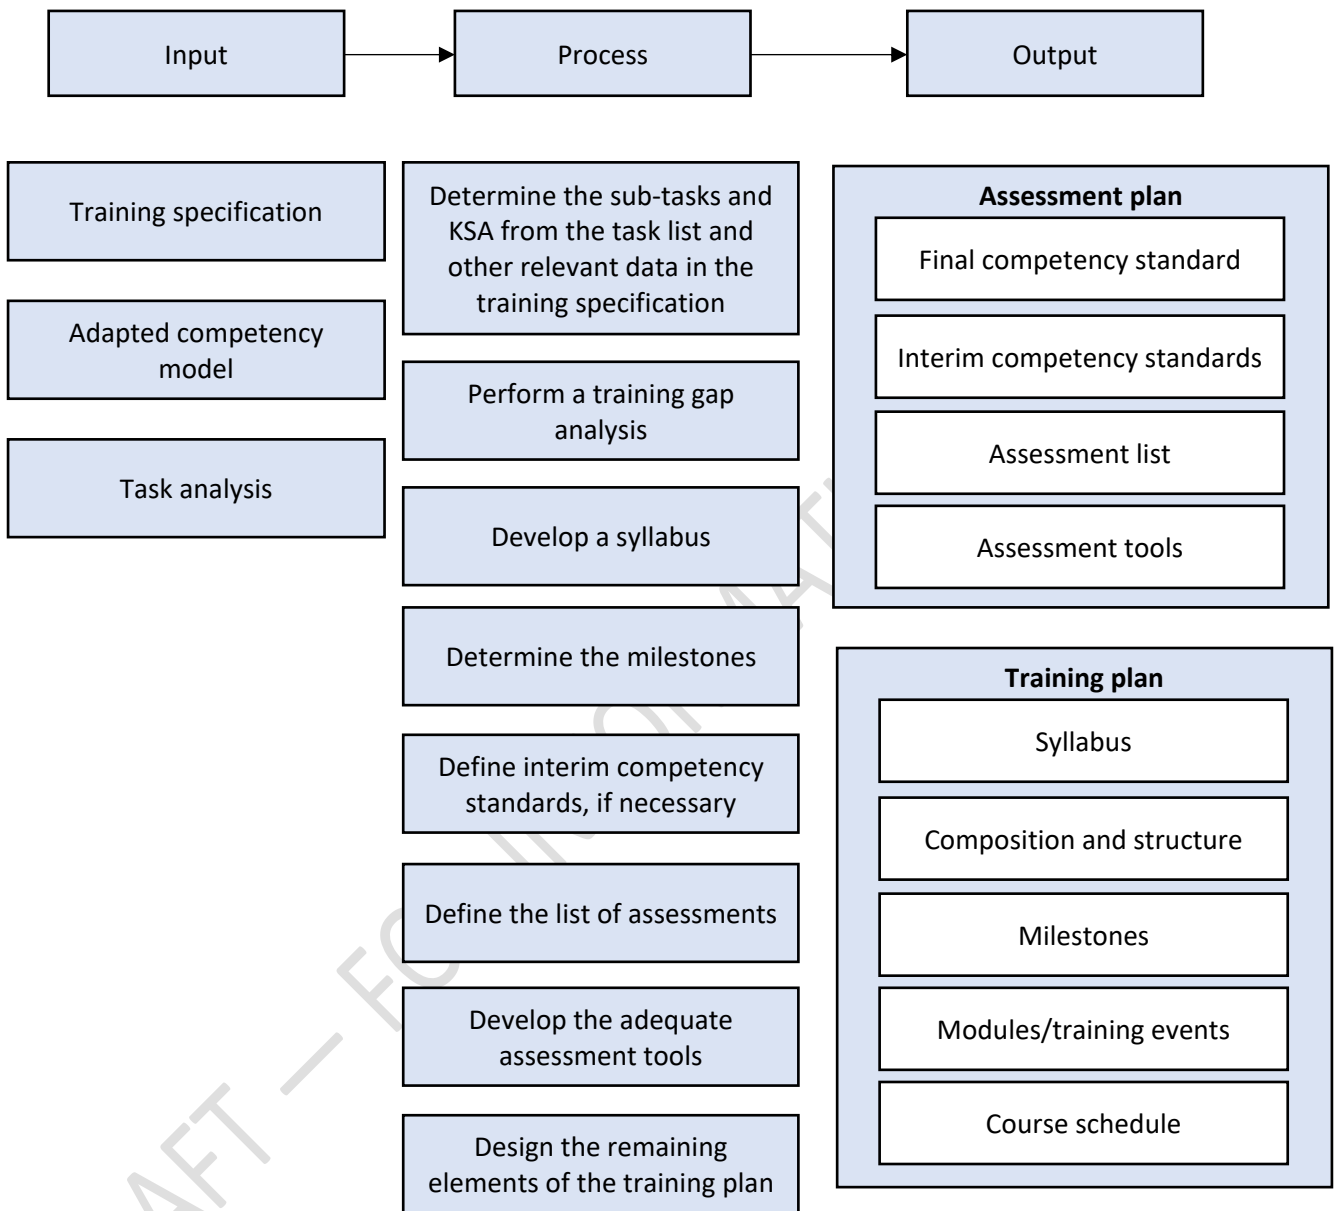 Input
Process
Output
Training specification
Adapted competency
model
Task analysis
Determine the sub-tasks and
KSA from the task list and
other relevant data in the
training specification
Perform a training gap
analysis
Develop a syllabus
Determine the milestones
Define interim competency
standards, if necessary
Define the list of assessments
Develop the adequate
assessment tools
Design the remaining
elements of the training plan
Assessment plan
Final competency standard
Interim competency standards
Assessment list
Assessment tools
Training plan
Syllabus
Composition and structure
Milestones
Modules/training events
Course schedule